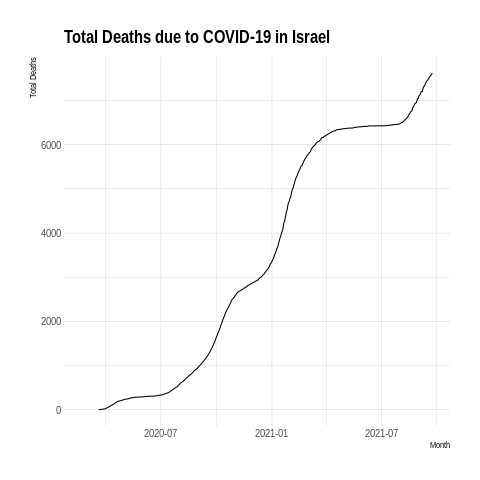 Total Deaths due to COVID-19 in Israel
Total Deaths
6000
4000
2000
0
2020-07 2021-01 2021-07
Month